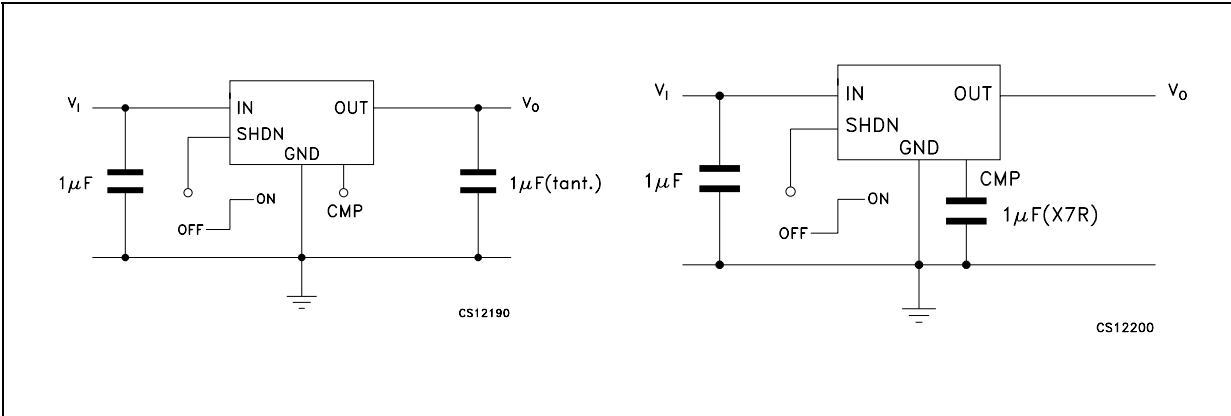 V_I
IN
OUT
V_O
SHDN
GND
1μF
CMP
1μF(tant.)
ON
OFF
CS12190
V_I
IN
OUT
V_O
SHDN
GND
1μF
CMP
1μF(X7R)
ON
OFF
CS12200